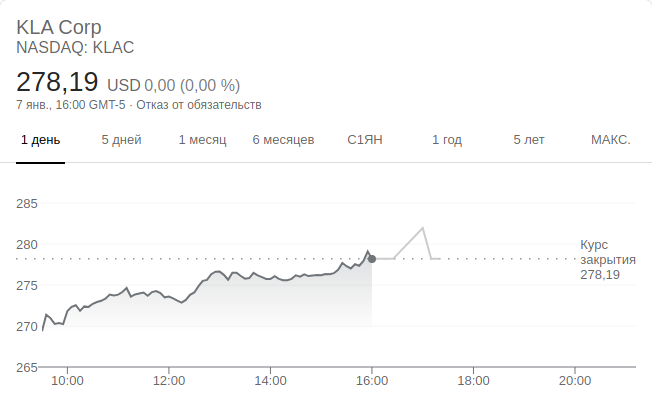 KLA Corp
NASDAQ: KLAC
278,19 USD 0,00 (0,00 %)
7 янв., 16:00 GMT-5 · Отказ от обязательств
1 день 5 дней 1 месяц 6 месяцев С1ЯН 1 год 5 лет МАКС.
285
280
275
270
265
Курс
закрытия
278,19
10:00 12:00 14:00 16:00 18:00 20:00